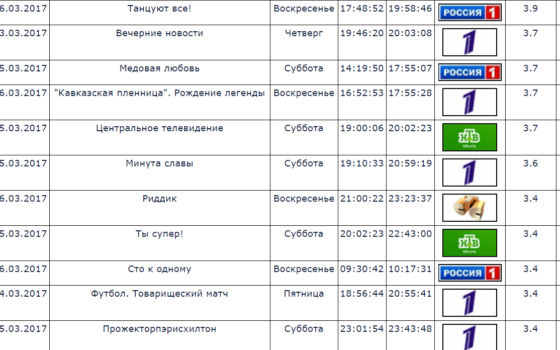 6.03.2017 Танцуют все! Воскресенье 17:48:52 19:58:46 РОССИЯ 1 3.9
3.03.2017 Вечерние новости Четверг 19:46:20 20:03:08 1 3.7
5.03.2017 Медовая любовь Суббота 14:19:50 17:55:07 РОССИЯ 1 3.7
6.03.2017 "Кавказская пленница". Рождение легенды Воскресенье 16:52:53 17:55:28 1 3.7
5.03.2017 Центральное телевидение Суббота 19:00:06 20:02:23 НТВ 3.7
5.03.2017 Минута славы Суббота 19:10:33 20:59:19 1 3.6
6.03.2017 Риддик Воскресенье 21:00:22 23:23:37 3.4
5.03.2017 Ты супер! Суббота 20:02:23 22:43:00 НТВ 3.4
6.03.2017 Сто к одному Воскресенье 09:30:42 10:17:31 РОССИЯ 1 3.4
4.03.2017 Футбол. Товарищеский матч Пятница 18:56:44 20:55:41 1 3.4
5.03.2017 Прожекторпэрисхилтон Суббота 23:01:54 23:43:48 1 3.4